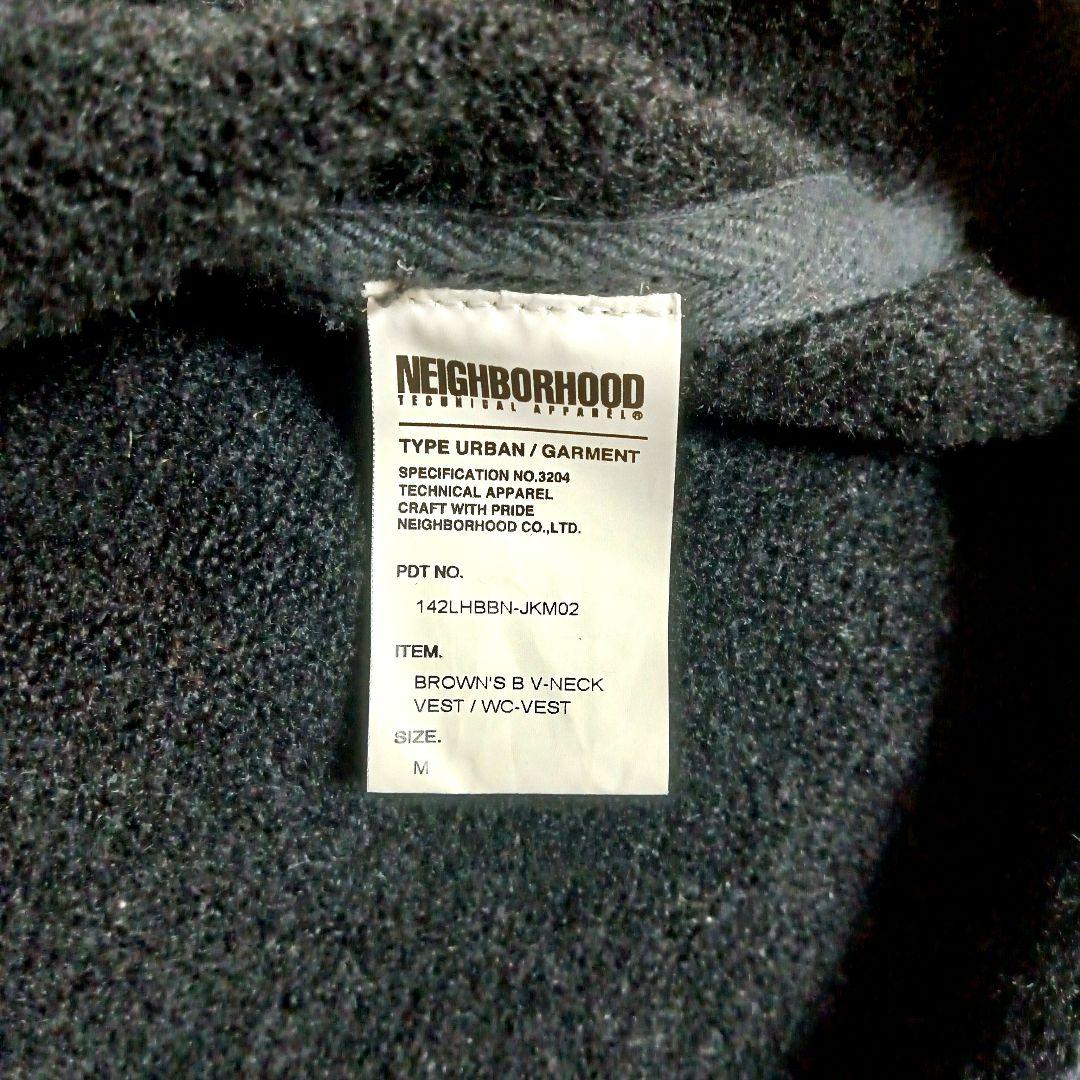 NEIGHBORHOOD
TECHNICAL APPAREL®
TYPE URBAN / GARMENT
SPECIFICATION NO.3204
TECHNICAL APPAREL
CRAFT WITH PRIDE
NEIGHBORHOOD CO.,LTD.
PDT NO.
142LHBBN-JKM02
ITEM.
BROWN'S B V-NECK
VEST / WC-VEST
SIZE.
M